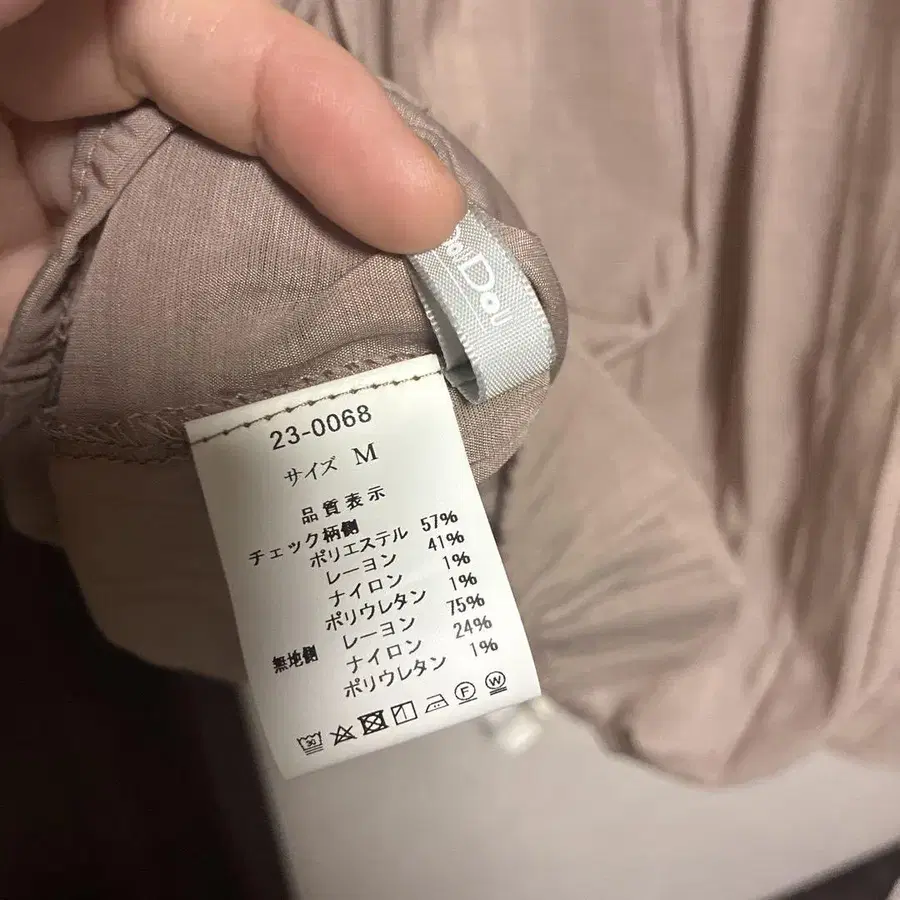 DoiDoi
23-0068
サイズ M
品質表示
チェック柄側
ポリエステル 57%
レーヨン 41%
ナイロン 1%
ポリウレタン 1%
無地側
レーヨン 75%
ナイロン 24%
ポリウレタン 1%
30
F
W